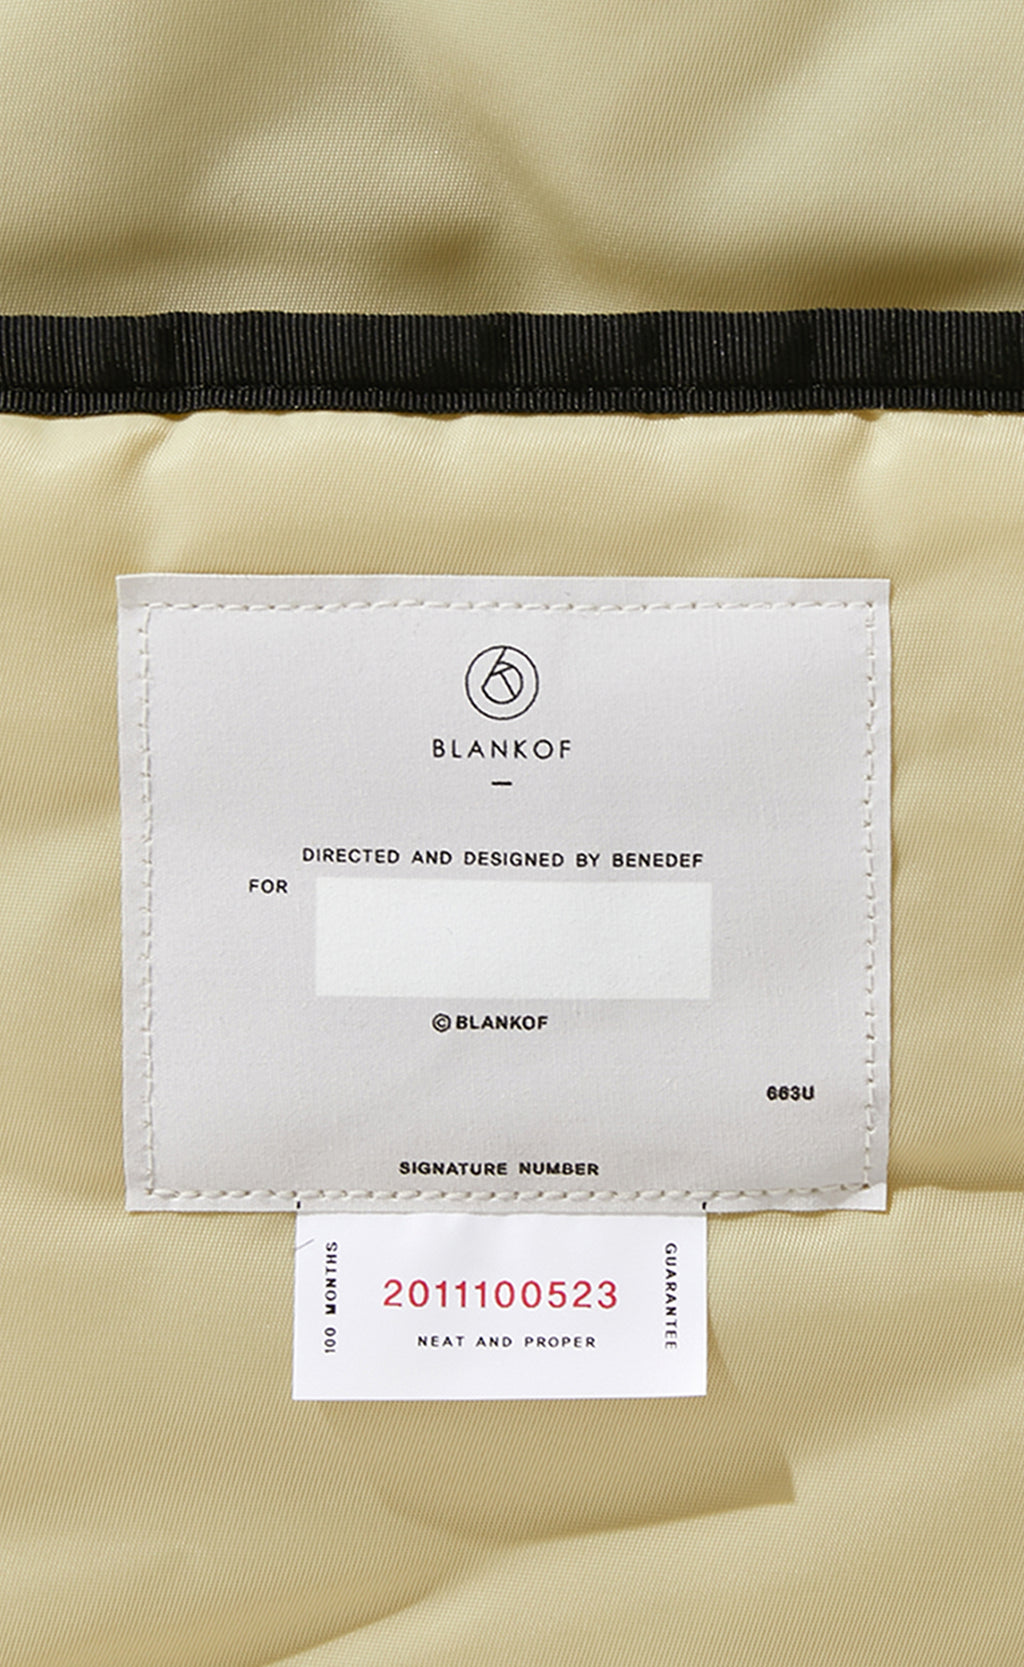 BLANKOF
DIRECTED AND DESIGNED BY BENEDEF
FOR
©BLANKOF
663U
SIGNATURE NUMBER
100 MONTHS
2011100523
GUARANTEE
NEAT AND PROPER